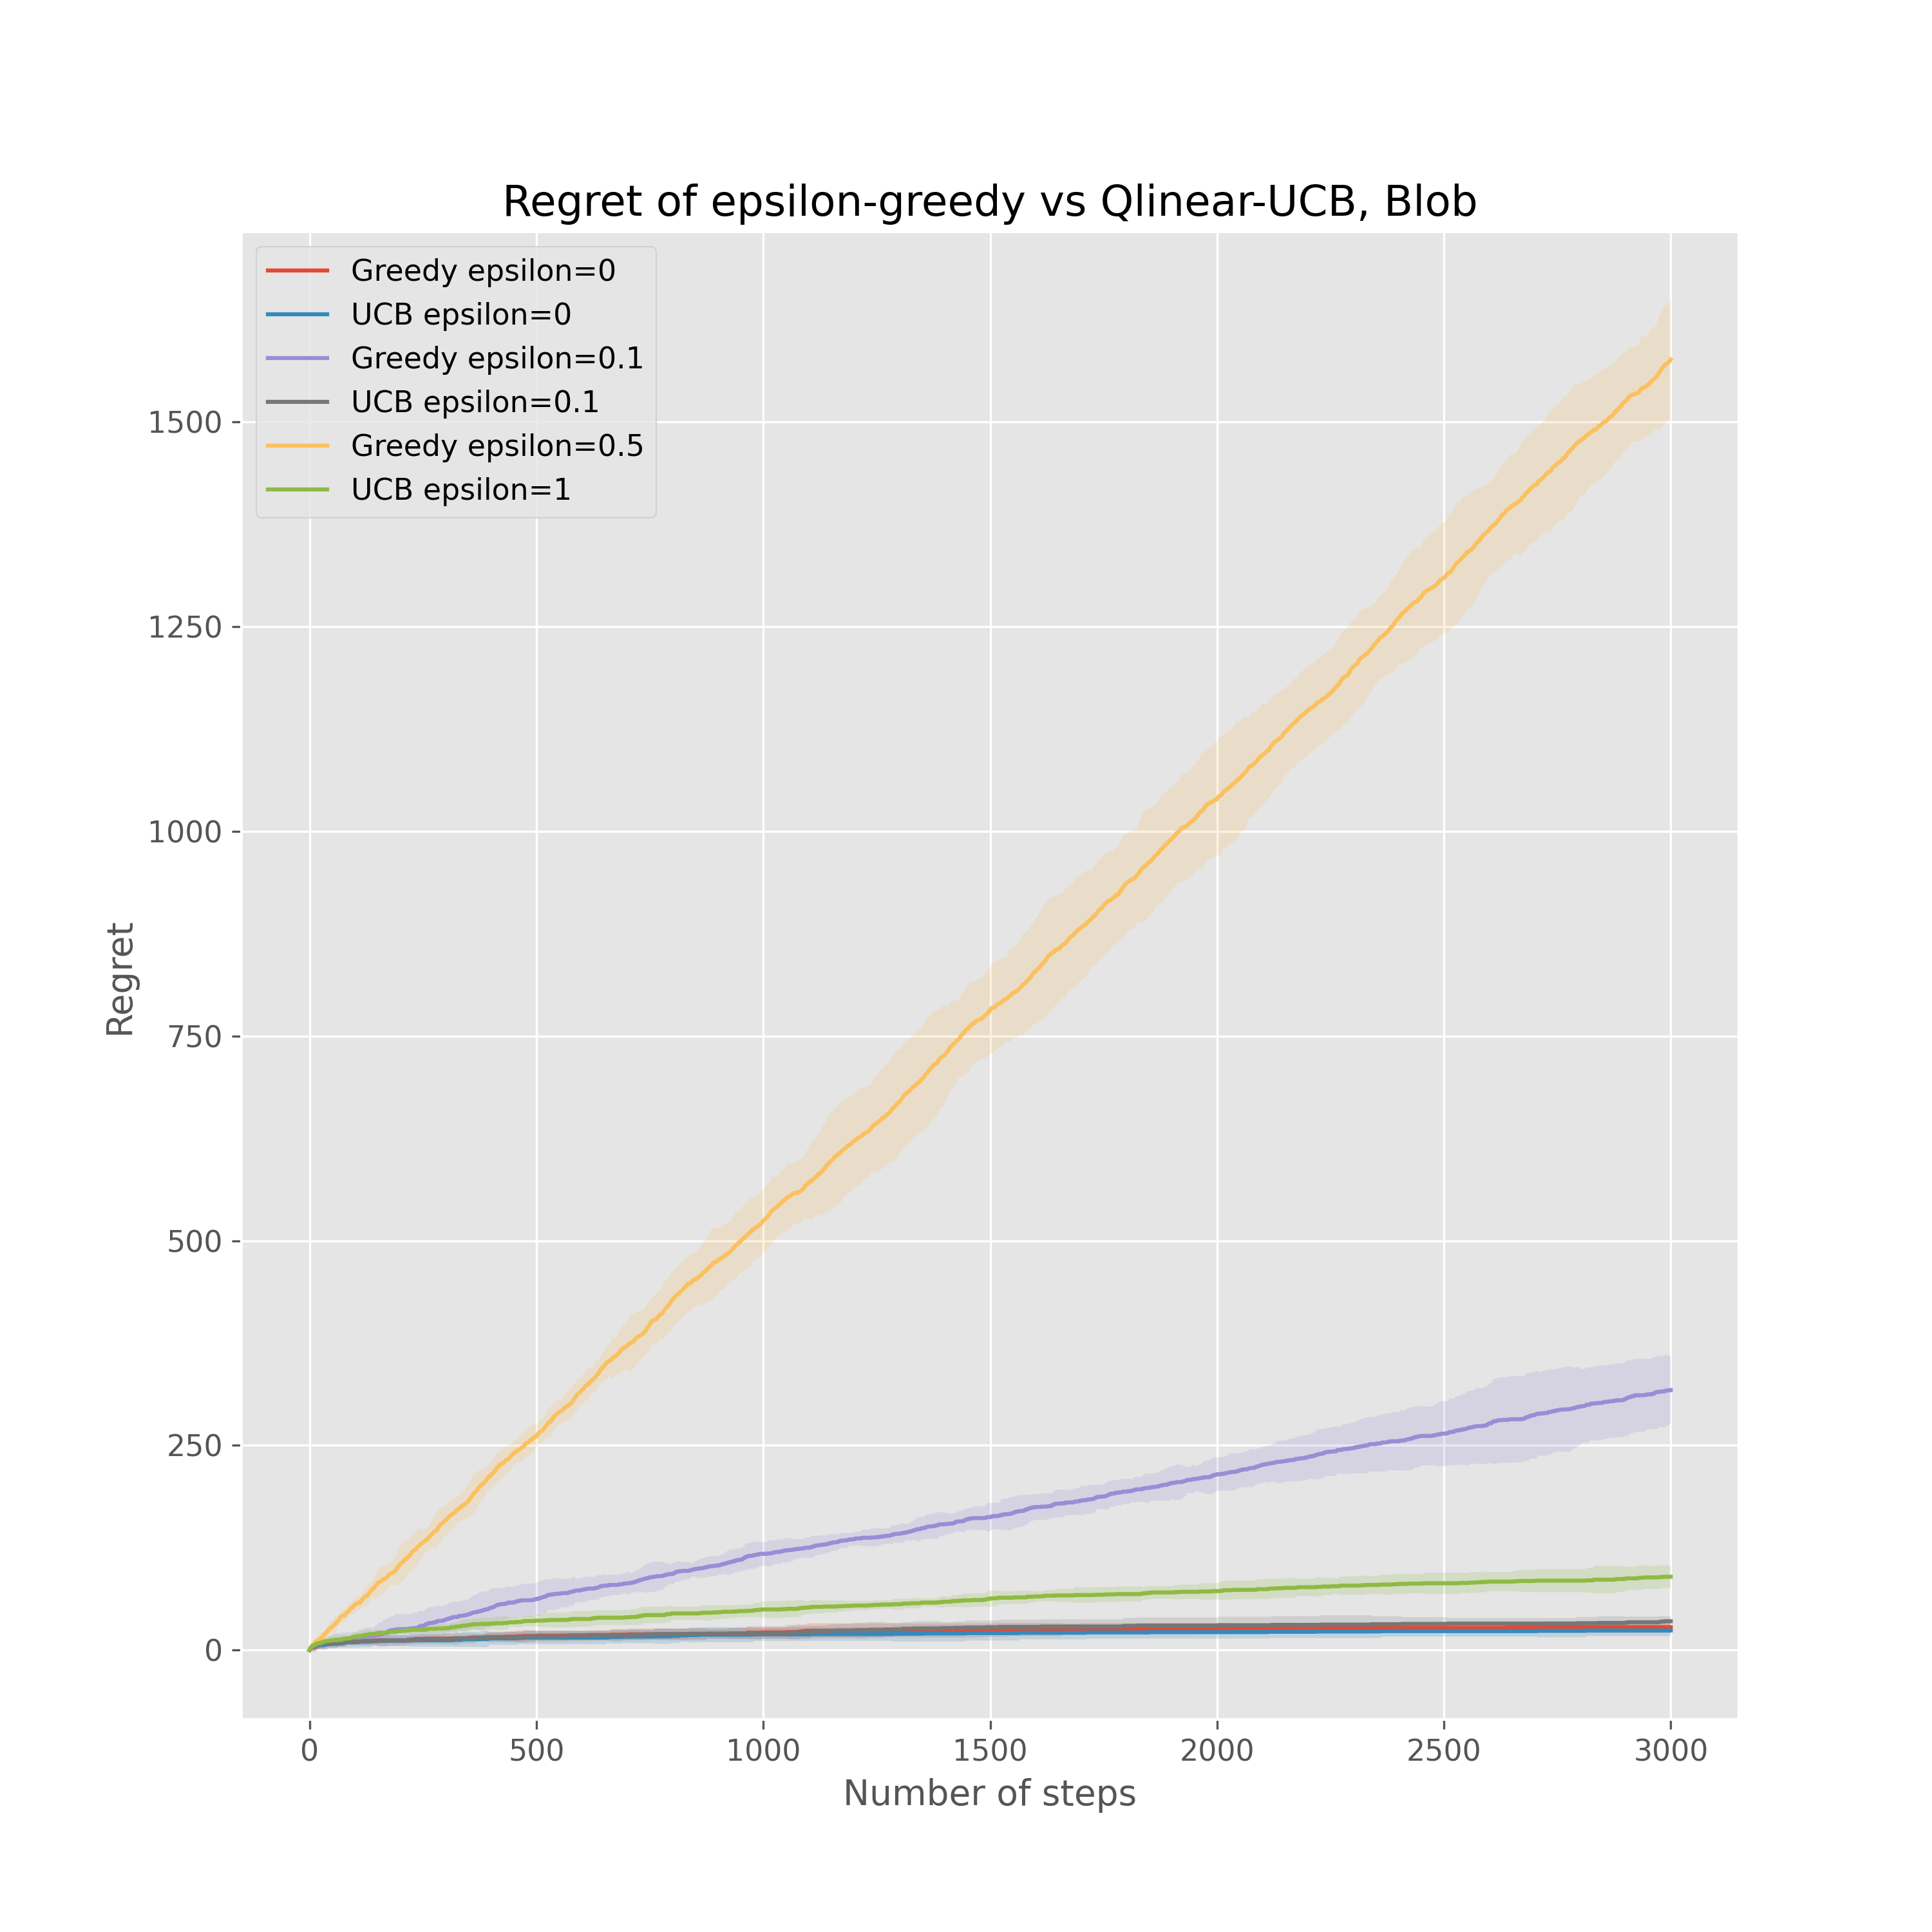 Regret of epsilon-greedy vs Qlinear-UCB, Blob
Greedy epsilon=0
UCB epsilon=0
Greedy epsilon=0.1
UCB epsilon=0.1
Greedy epsilon=0.5
UCB epsilon=1
1500
1250
1000
750
500
250
0
Regret
0 500 1000 1500 2000 2500 3000
Number of steps